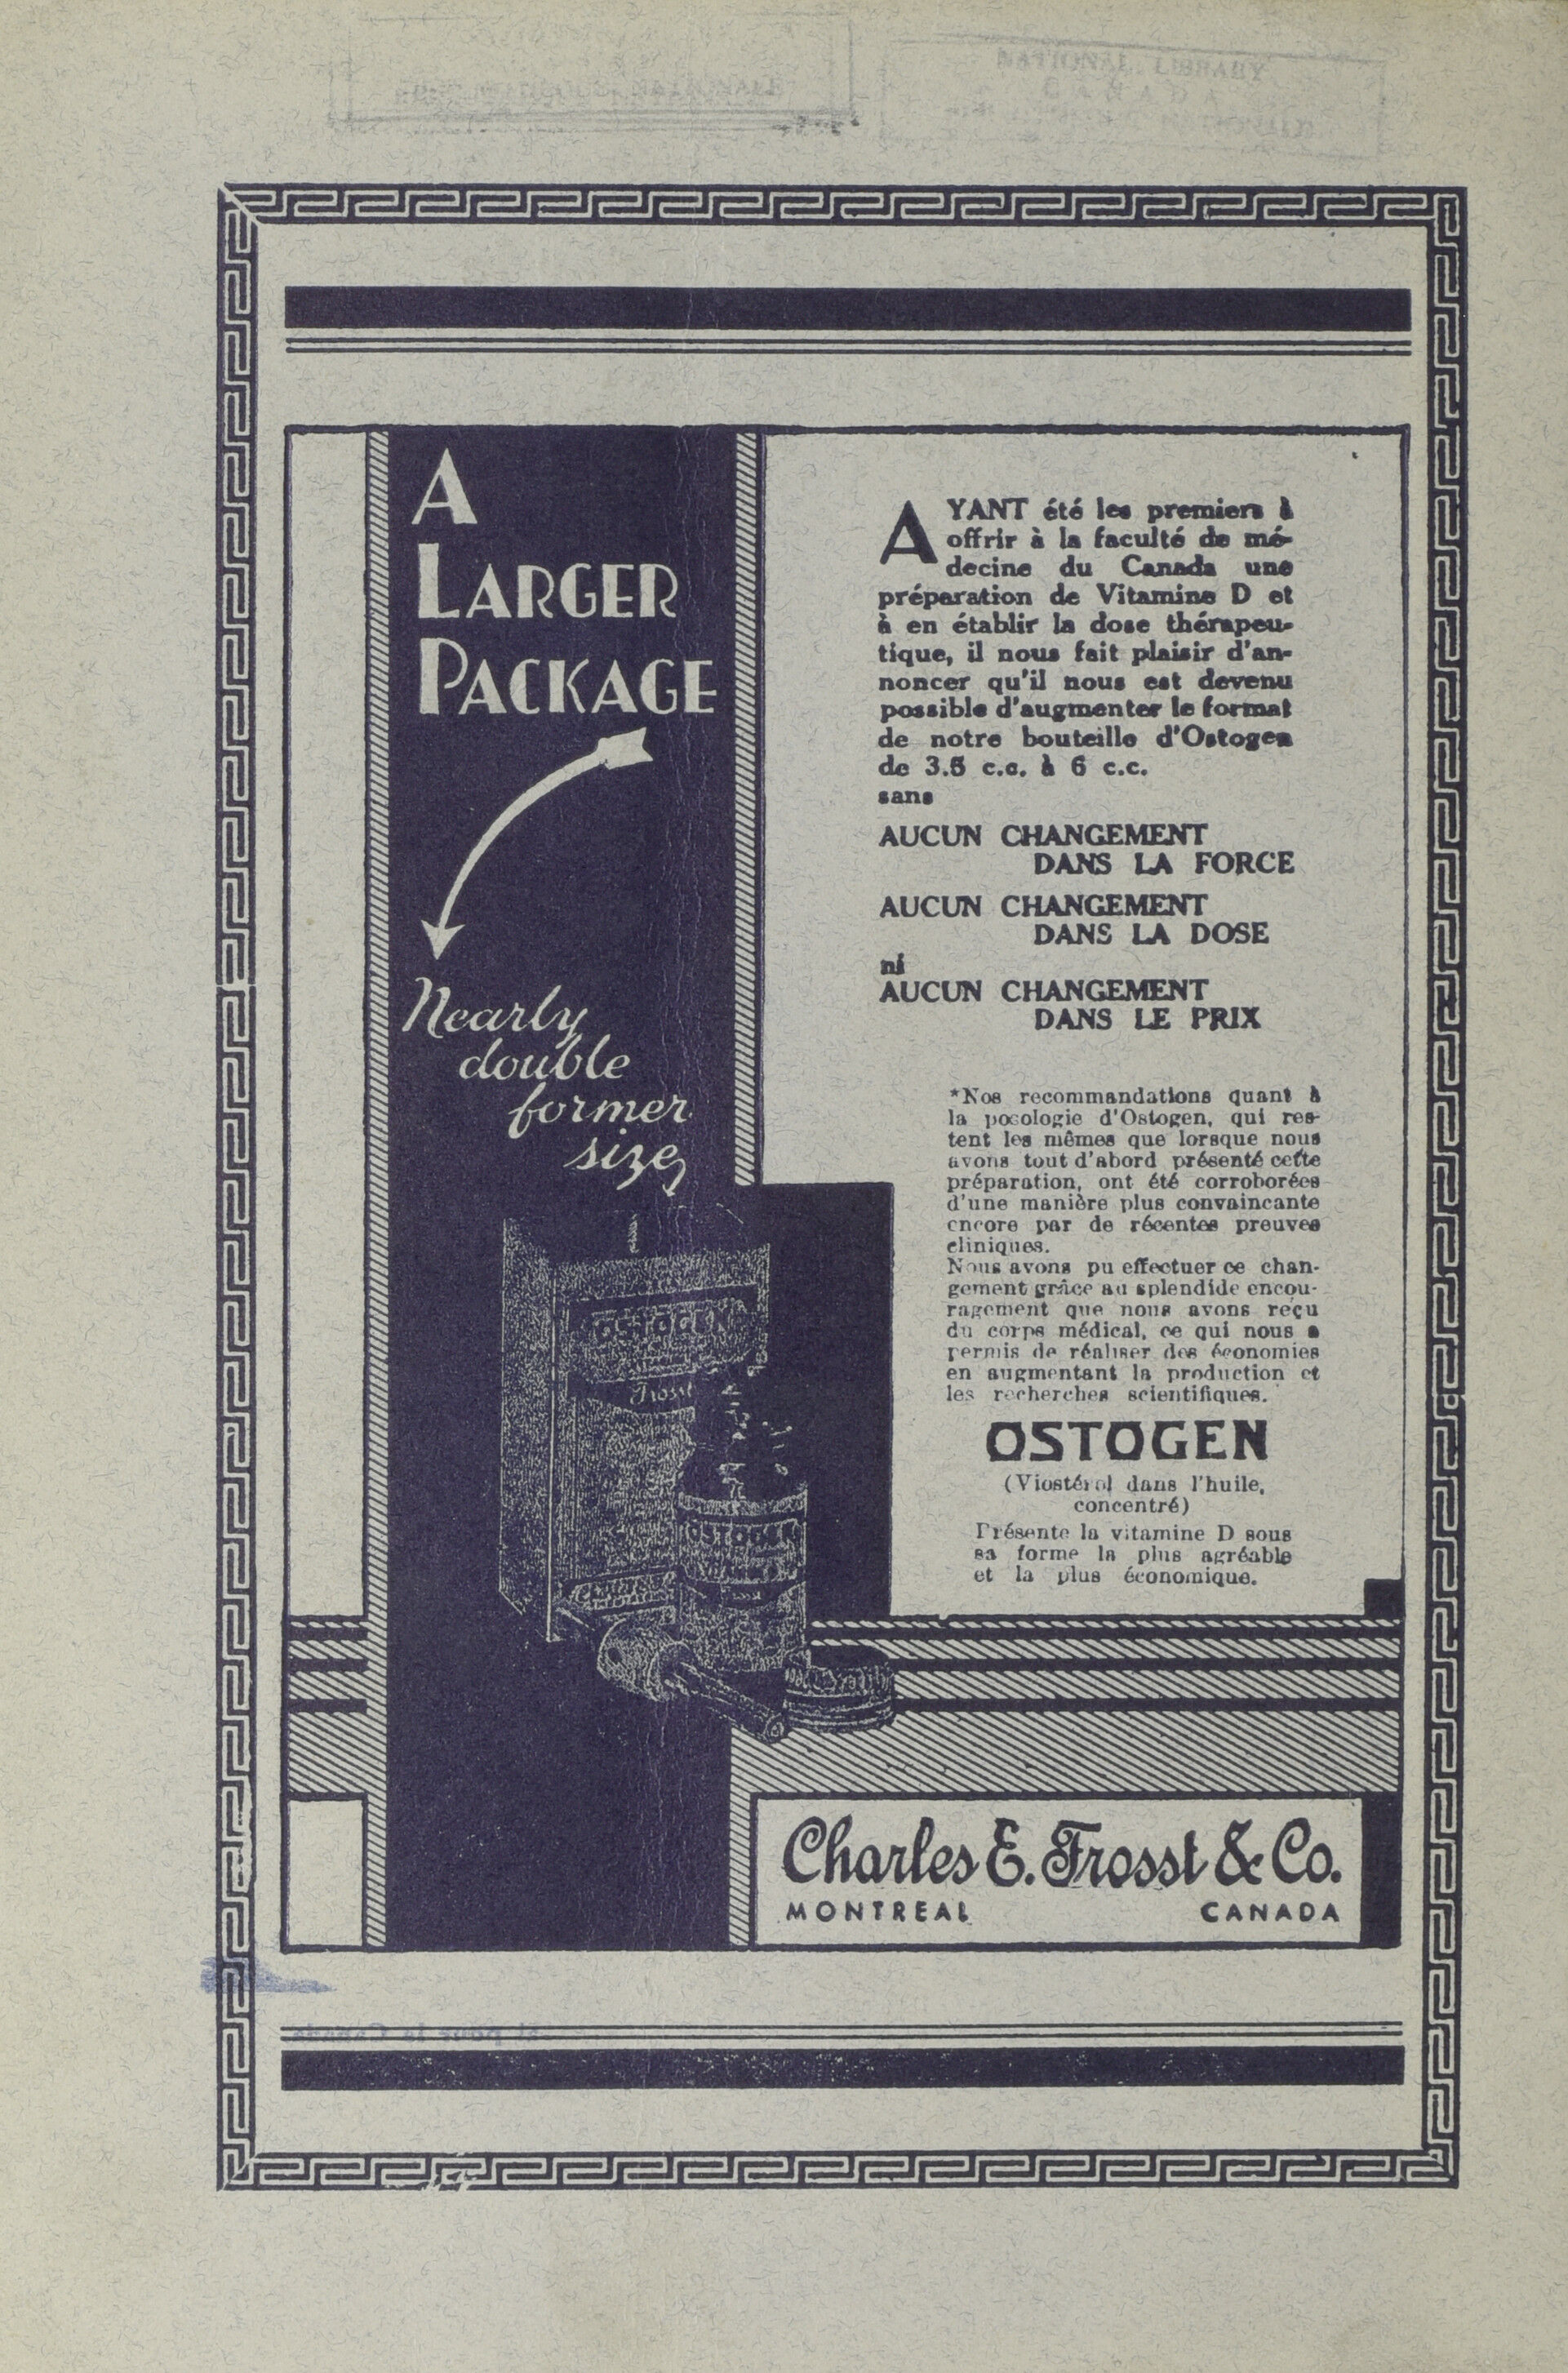 NATIONAL LIBRARY
CANADA
A
LARGER
PACKAGE
Nearly
double
former
size
OSTOGEN
Frosst
OSTOGEN
AYANT été les premiers à
offrir à la faculté de mé-
decine du Canada une
préparation de Vitamine D et
à en établir la dose thérapeu-
tique, il nous fait plaisir d'an-
noncer qu'il nous est devenu
possible d'augmenter le format
de notre bouteille d'Ostogen
de 3.5 c.c. à 6 c.c.
sans
AUCUN CHANGEMENT
DANS LA FORCE
AUCUN CHANGEMENT
DANS LA DOSE
ni
AUCUN CHANGEMENT
DANS LE PRIX
*Nos recommandations quant à
la posologie d'Ostogen, qui res-
tent les mêmes que lorsque nous
avons tout d'abord présenté cette
préparation, ont été corroborées
d'une manière plus convaincante
encore par de récentes preuves
cliniques.
Nous avons pu effectuer ce chan-
gement grâce au splendide encou-
ragement que nous avons reçu
du corps médical, ce qui nous a
permis de réaliser des économies
en augmentant la production et
les recherches scientifiques.
OSTOGEN
(Viostérol dans l'huile,
concentré)
Présente la vitamine D sous
sa forme la plus agréable
et la plus économique.
Charles E. Frosst & Co.
MONTREAL CANADA